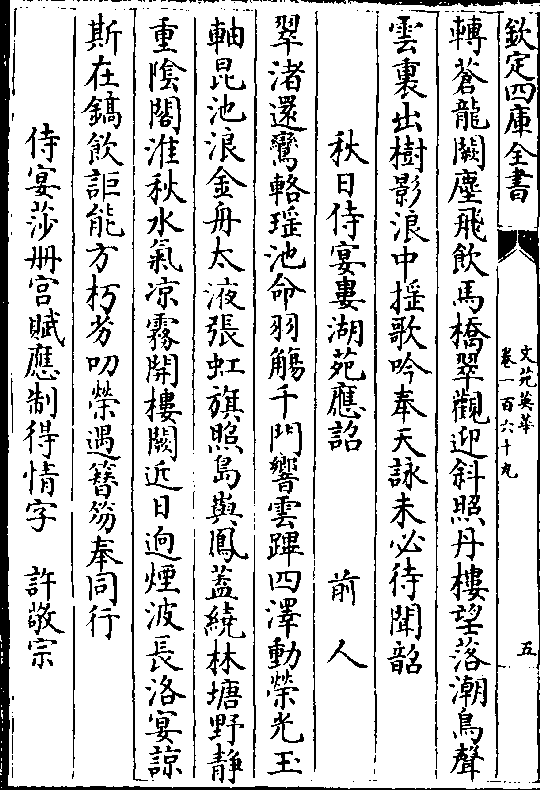 欽定四庫全書
文苑英華
卷一百六十九
五
轉蒼龍闕塵飛飲馬橋翠觀迎斜照丹樓望落潮鳥聲
雲裏出樹影浪中揺歌吟奉天詠未必待聞韶
秋日侍宴婁湖苑應詔 前人
翠渚還鸞輅瑶池命羽觴千門響雲蹕四澤動榮光玉
軸昆池浪金舟太液張虹旗照島嶼鳳蓋繞林塘野静
重陰闊淮秋水氣凉霧開樓闕近日迥煙波長洛宴諒
斯在鎬飲詎能方朽劣叨榮遇簪笏奉同行
侍宴莎册宮賦應制得情字 許敬宗